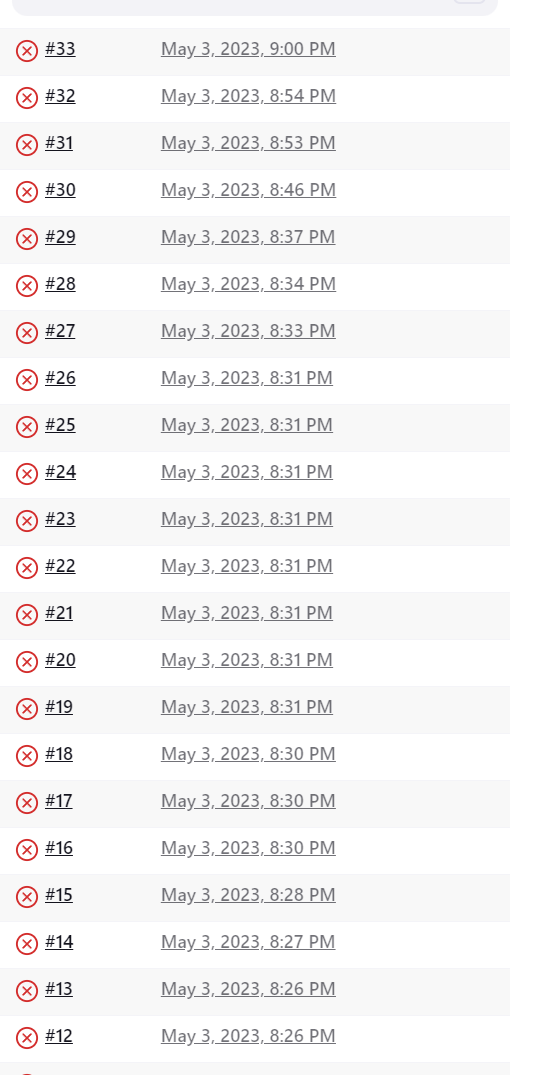 #33 May 3, 2023, 9:00 PM
#32 May 3, 2023, 8:54 PM
#31 May 3, 2023, 8:53 PM
#30 May 3, 2023, 8:46 PM
#29 May 3, 2023, 8:37 PM
#28 May 3, 2023, 8:34 PM
#27 May 3, 2023, 8:33 PM
#26 May 3, 2023, 8:31 PM
#25 May 3, 2023, 8:31 PM
#24 May 3, 2023, 8:31 PM
#23 May 3, 2023, 8:31 PM
#22 May 3, 2023, 8:31 PM
#21 May 3, 2023, 8:31 PM
#20 May 3, 2023, 8:31 PM
#19 May 3, 2023, 8:31 PM
#18 May 3, 2023, 8:30 PM
#17 May 3, 2023, 8:30 PM
#16 May 3, 2023, 8:30 PM
#15 May 3, 2023, 8:28 PM
#14 May 3, 2023, 8:27 PM
#13 May 3, 2023, 8:26 PM
#12 May 3, 2023, 8:26 PM